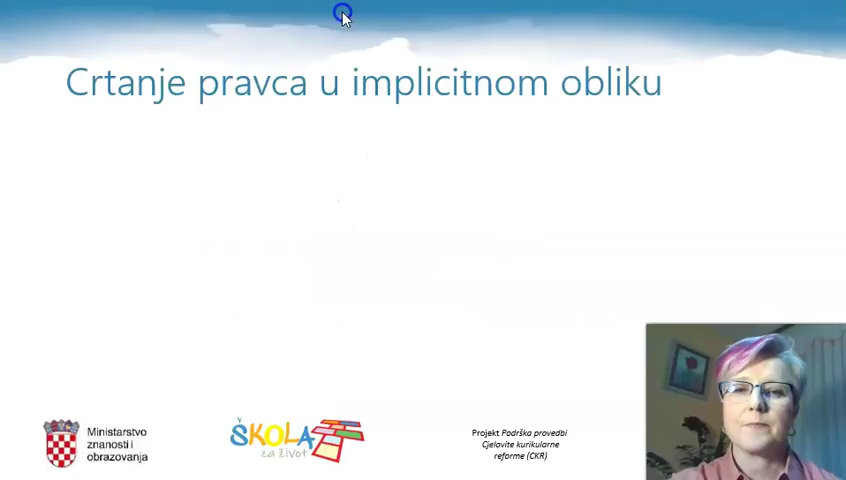 Crtanje pravca u implicitnom obliku
Ministarstvo
znanosti i
obrazovanja
ŠKOLA
za život
Projekt Podrška provedbi
Cjelovite kurikularne
reforme (CKR)